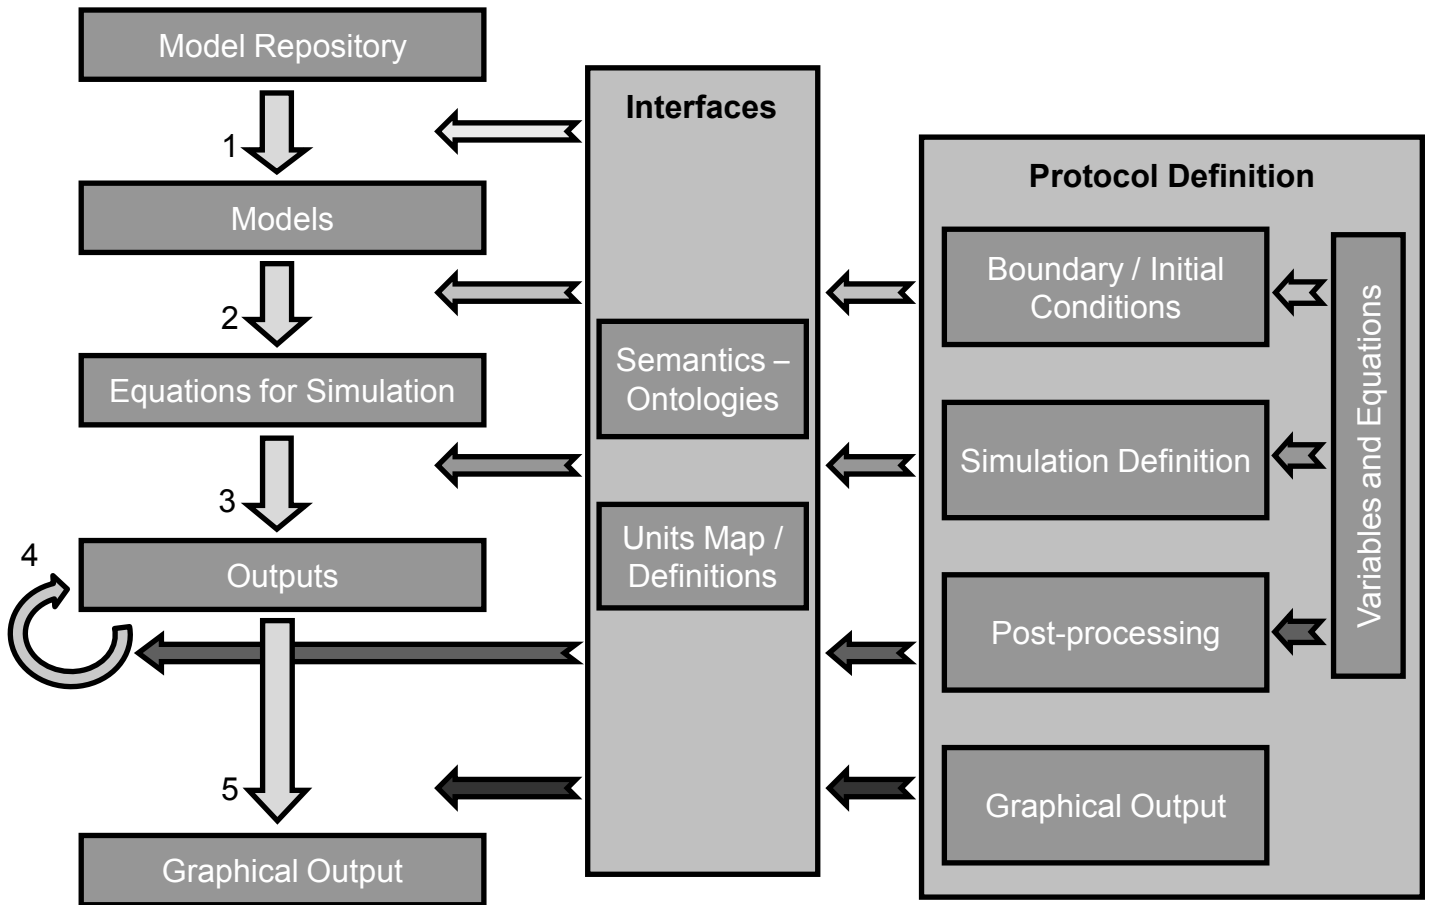 Model Repository
1
Models
2
Equations for Simulation
3
4
Outputs
5
Graphical Output
Interfaces
Semantics –
Ontologies
Units Map /
Definitions
Protocol Definition
Boundary / Initial
Conditions
Simulation Definition
Post-processing
Graphical Output
Variables and Equations